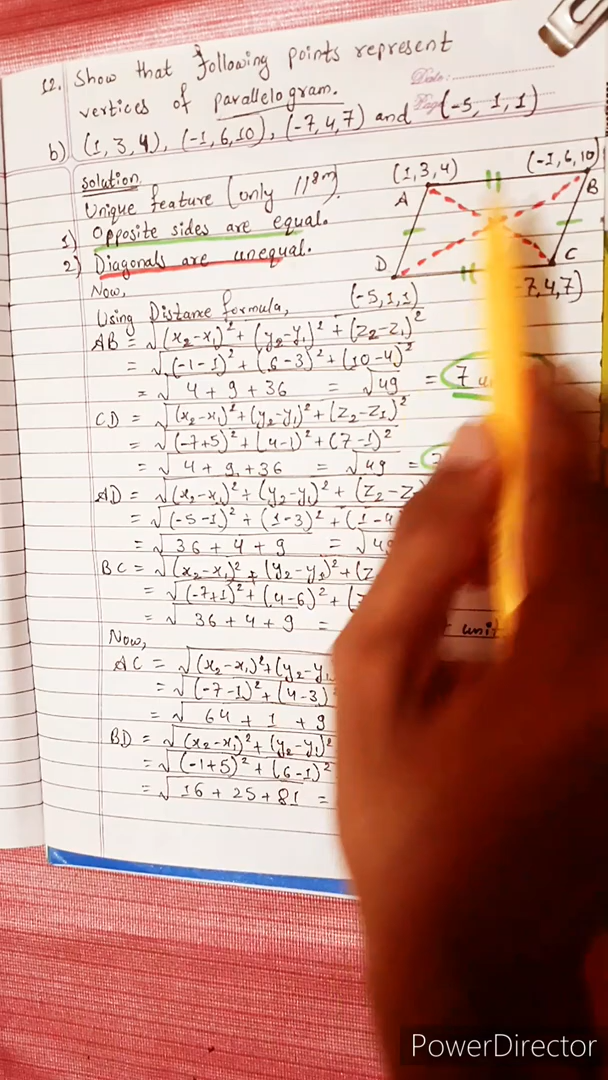 12. Show that following points represent
vertices of parallelogram.
Date:
b) (1, 3, 4), (-1, 6, 10), (-7, 4, 7) and (-5, 1, 1)
solution
Unique feature (only 11gm).
1) Opposite sides are equal.
2) Diagonals are unequal.
(1, 3, 4) (-1, 6, 10)
A B
D C
(-5, 1, 1) -7, 4, 7)
Now,
Using Distance formula,
AB = √(x₂-x₁)² + (y₂-y₁)² + (z₂-z₁)²
= √(-1-1)² + (6-3)² + (10-4)²
= √4 + 9 + 36 = √49 = 7 u
CD = √(x₂-x₁)² + (y₂-y₁)² + (z₂-z₁)²
= √(-7+5)² + (4-1)² + (7-1)²
= √4 + 9 + 36 = √49 = 7
AD = √(x₂-x₁)² + (y₂-y₁)² + (z₂-z
= √(-5-1)² + (1-3)² + (1-4
= √36 + 4 + 9 = √49
BC = √(x₂-x₁)² + (y₂-y₁)² + (z
= √(-7+1)² + (4-6)² + (
= √36 + 4 + 9 = unit
Now,
AC = √(x₂-x₁)² + (y₂-y₁
= √(-7-1)² + (4-3)²
= √64 + 1 + 9
BD = √(x₂-x₁)² + (y₂-y₁)²
= √(-1+5)² + (6-1)²
= √16 + 25 + 81 =
PowerDirector